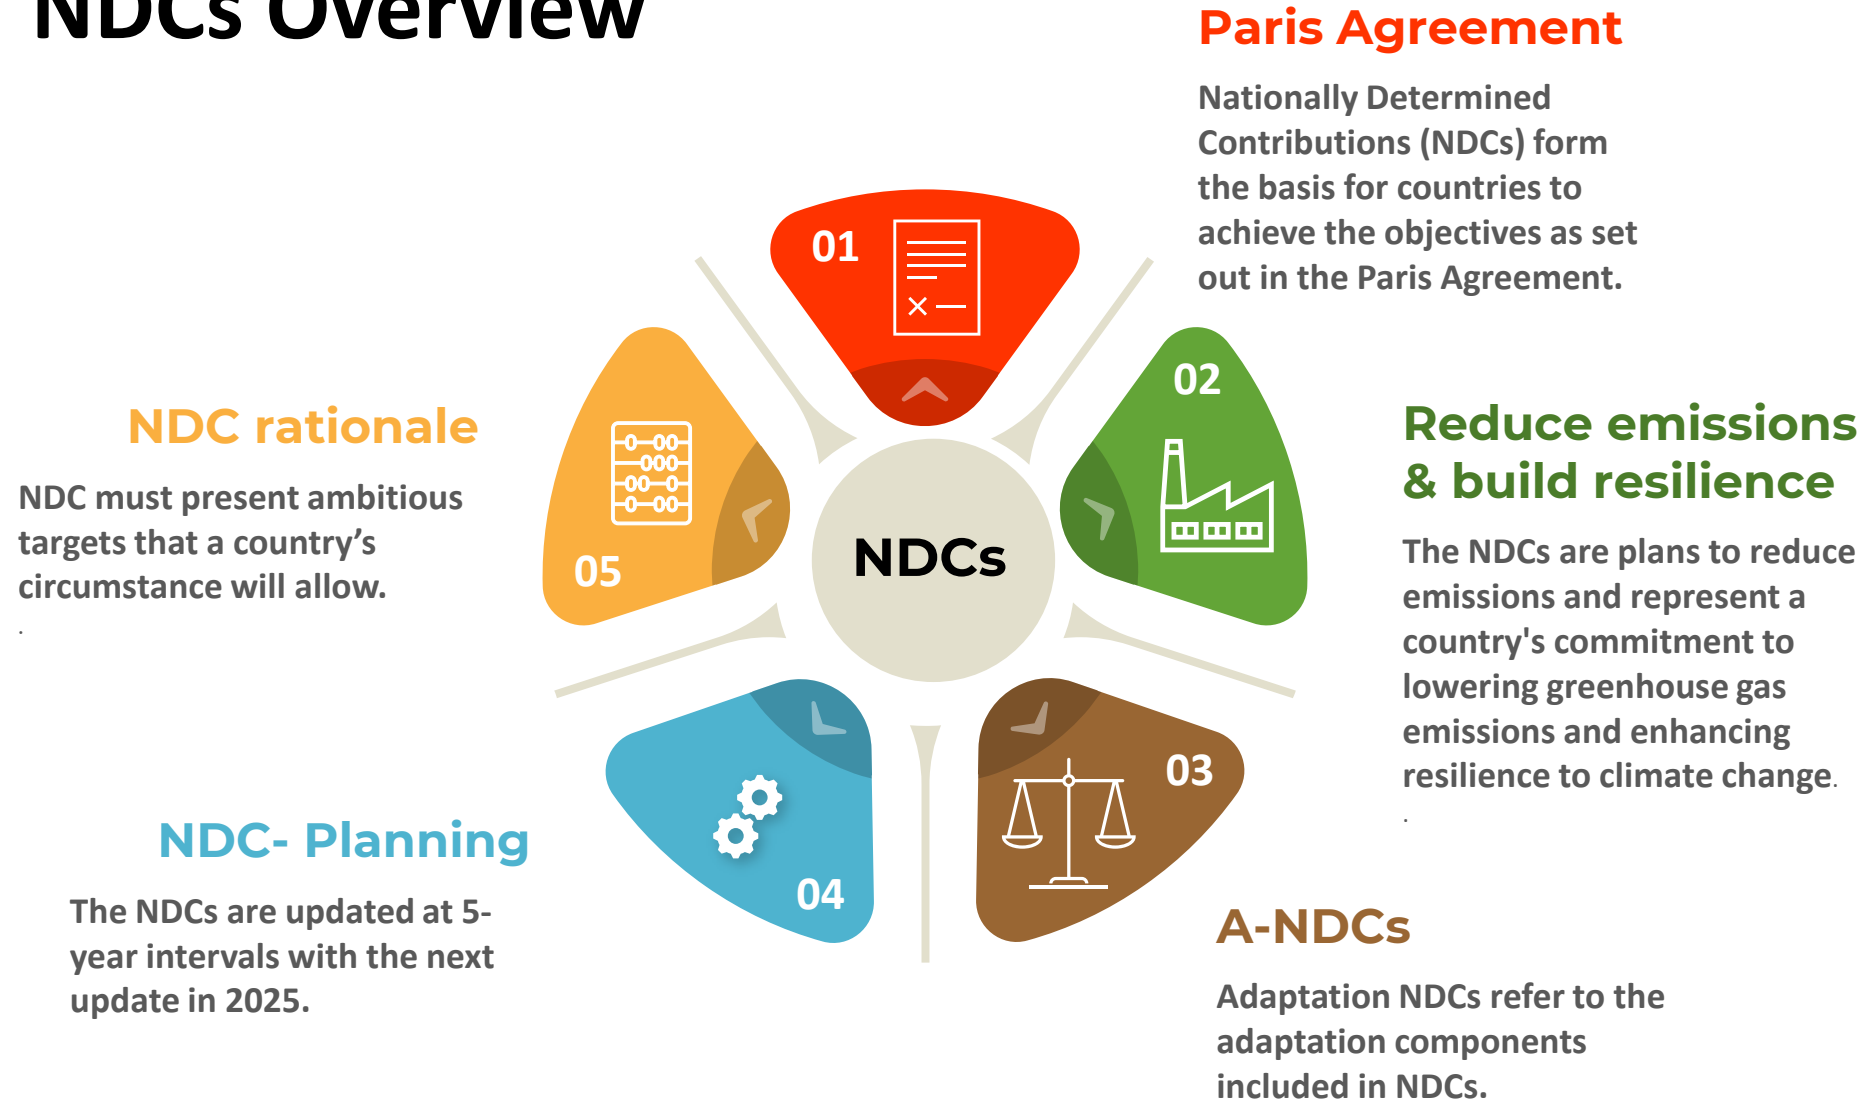 NDCs Overview
Paris Agreement
Nationally Determined
Contributions (NDCs) form
the basis for countries to
achieve the objectives as set
out in the Paris Agreement.
01
02
Reduce emissions
& build resilience
The NDCs are plans to reduce
emissions and represent a
country's commitment to
lowering greenhouse gas
emissions and enhancing
resilience to climate change.
.
03
A-NDCs
Adaptation NDCs refer to the
adaptation components
included in NDCs.
04
NDC- Planning
The NDCs are updated at 5-
year intervals with the next
update in 2025.
05
NDC rationale
NDC must present ambitious
targets that a country’s
circumstance will allow.
.
NDCs